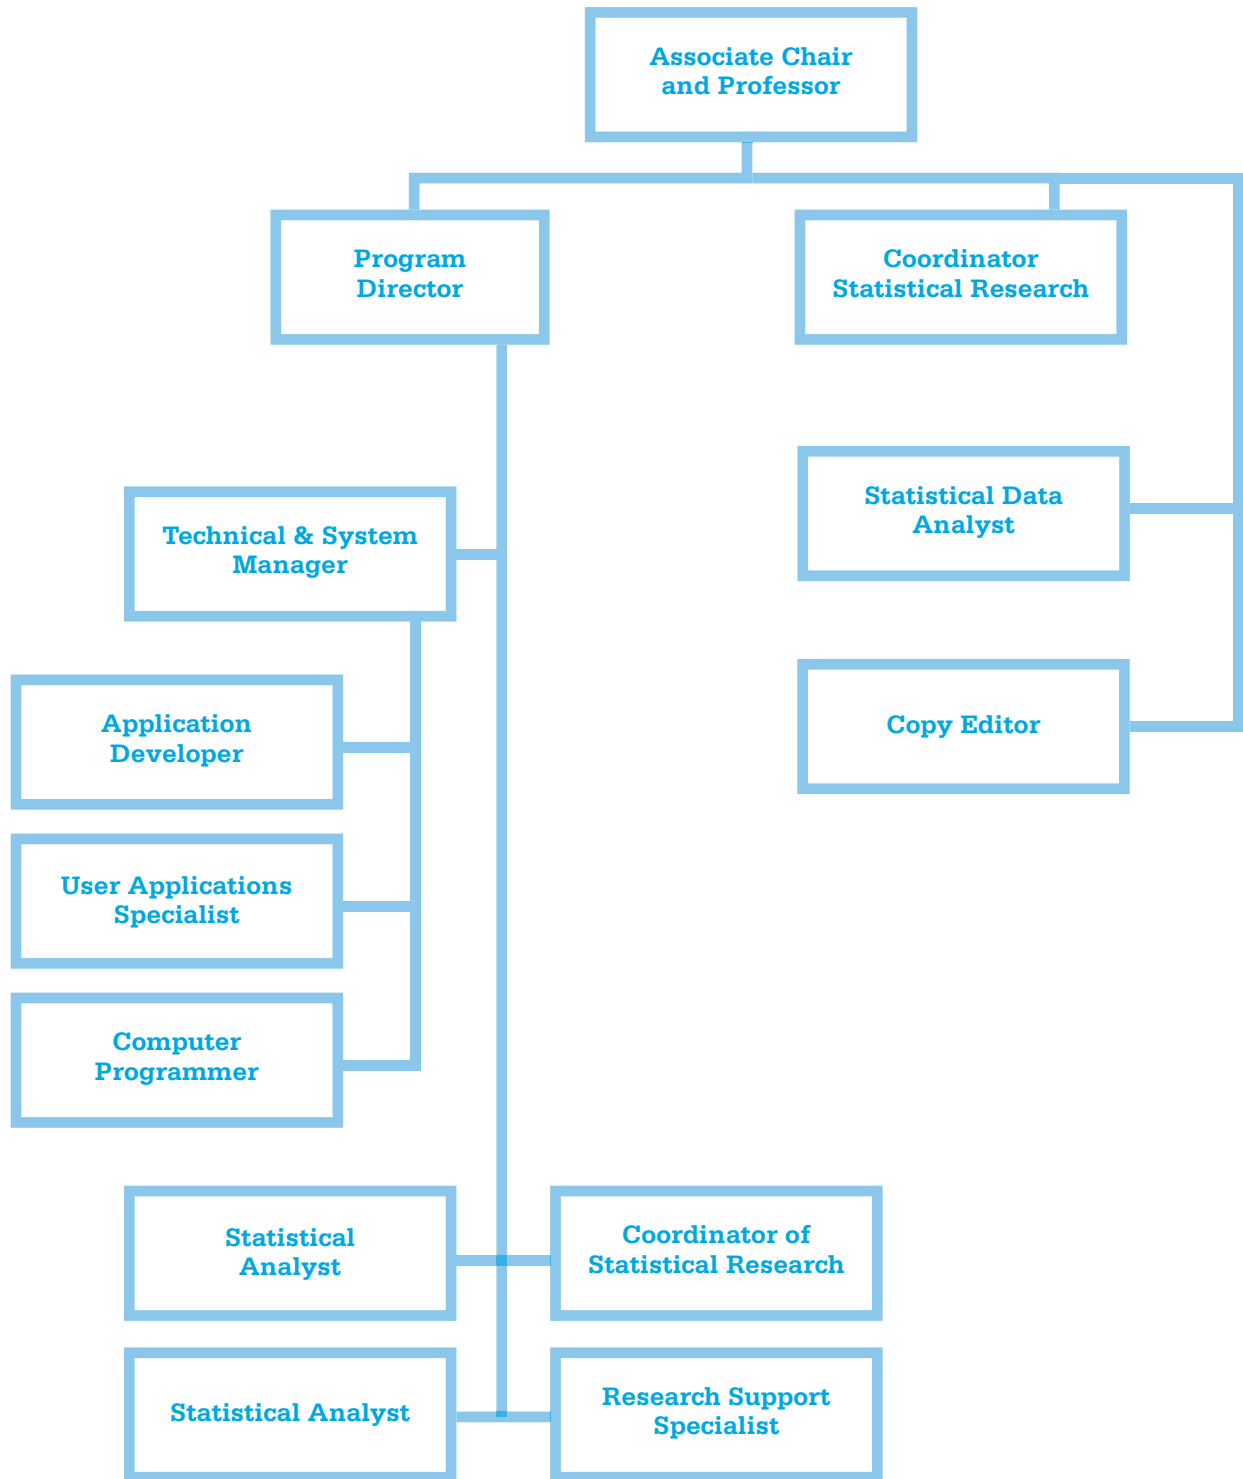 Associate Chair
and Professor
Program
Director
Coordinator
Statistical Research
Statistical Data
Analyst
Technical & System
Manager
Copy Editor
Application
Developer
User Applications
Specialist
Computer
Programmer
Statistical
Analyst
Coordinator of
Statistical Research
Statistical Analyst
Research Support
Specialist